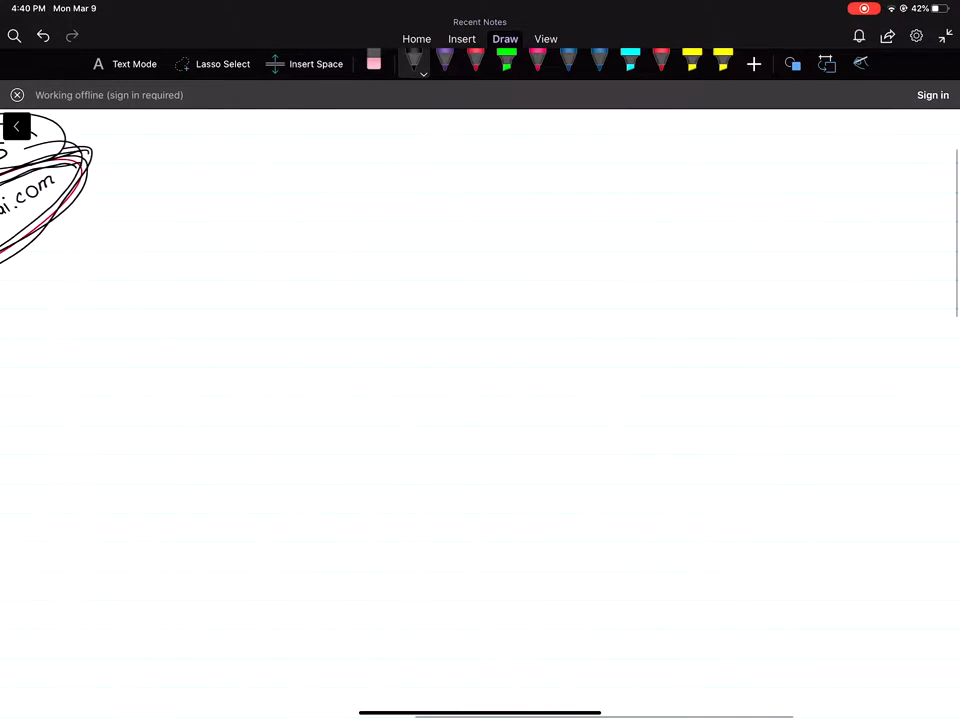 4:40 PM Mon Mar 9
42%
Recent Notes
Home Insert Draw View
Text Mode Lasso Select Insert Space
Working offline (sign in required) Sign in
s
ai.com